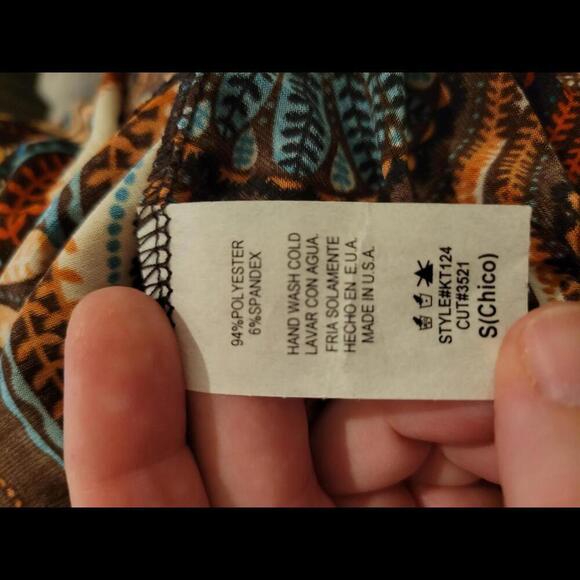 94%POLYESTER
6%SPANDEX
HAND WASH COLD
LAVAR CON AGUA.
FRIA SOLAMENTE
HECHO EN E.U.A.
MADE IN U.S.A.
STYLE#KT124
CUT#3521
S(Chico)